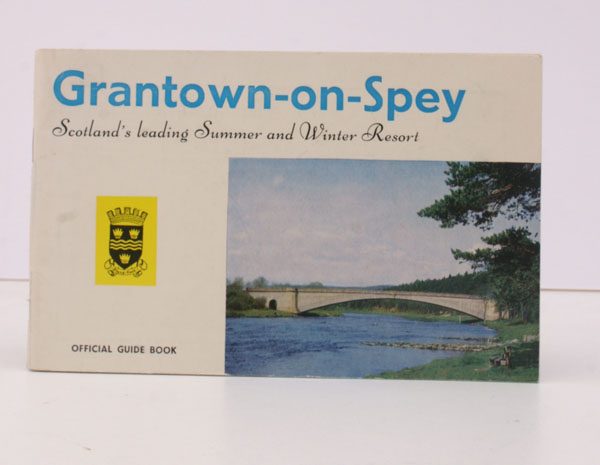 Grantown-on-Spey
Scotland's leading Summer and Winter Resort
OFFICIAL GUIDE BOOK